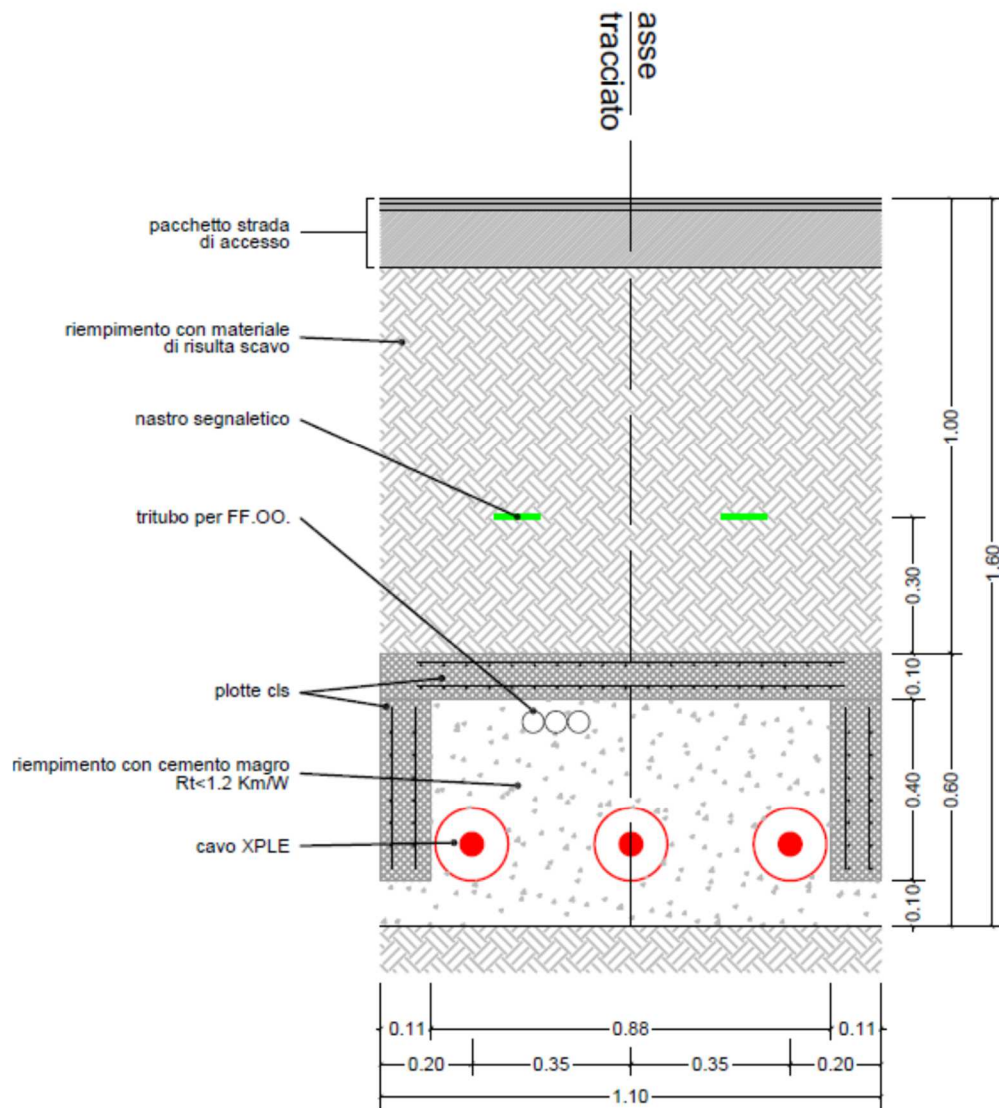 asse
tracciato
pacchetto strada
di accesso
riempimento con materiale
di risulta scavo
nastro segnaletico
tritubo per FF.OO.
plotte cls
riempimento con cemento magro
Rt<1.2 Km/W
cavo XPLE
1.00
1.60
0.30
0.10
0.40
0.60
0.10
0.11
0.88
0.11
0.20
0.35
0.35
0.20
1.10